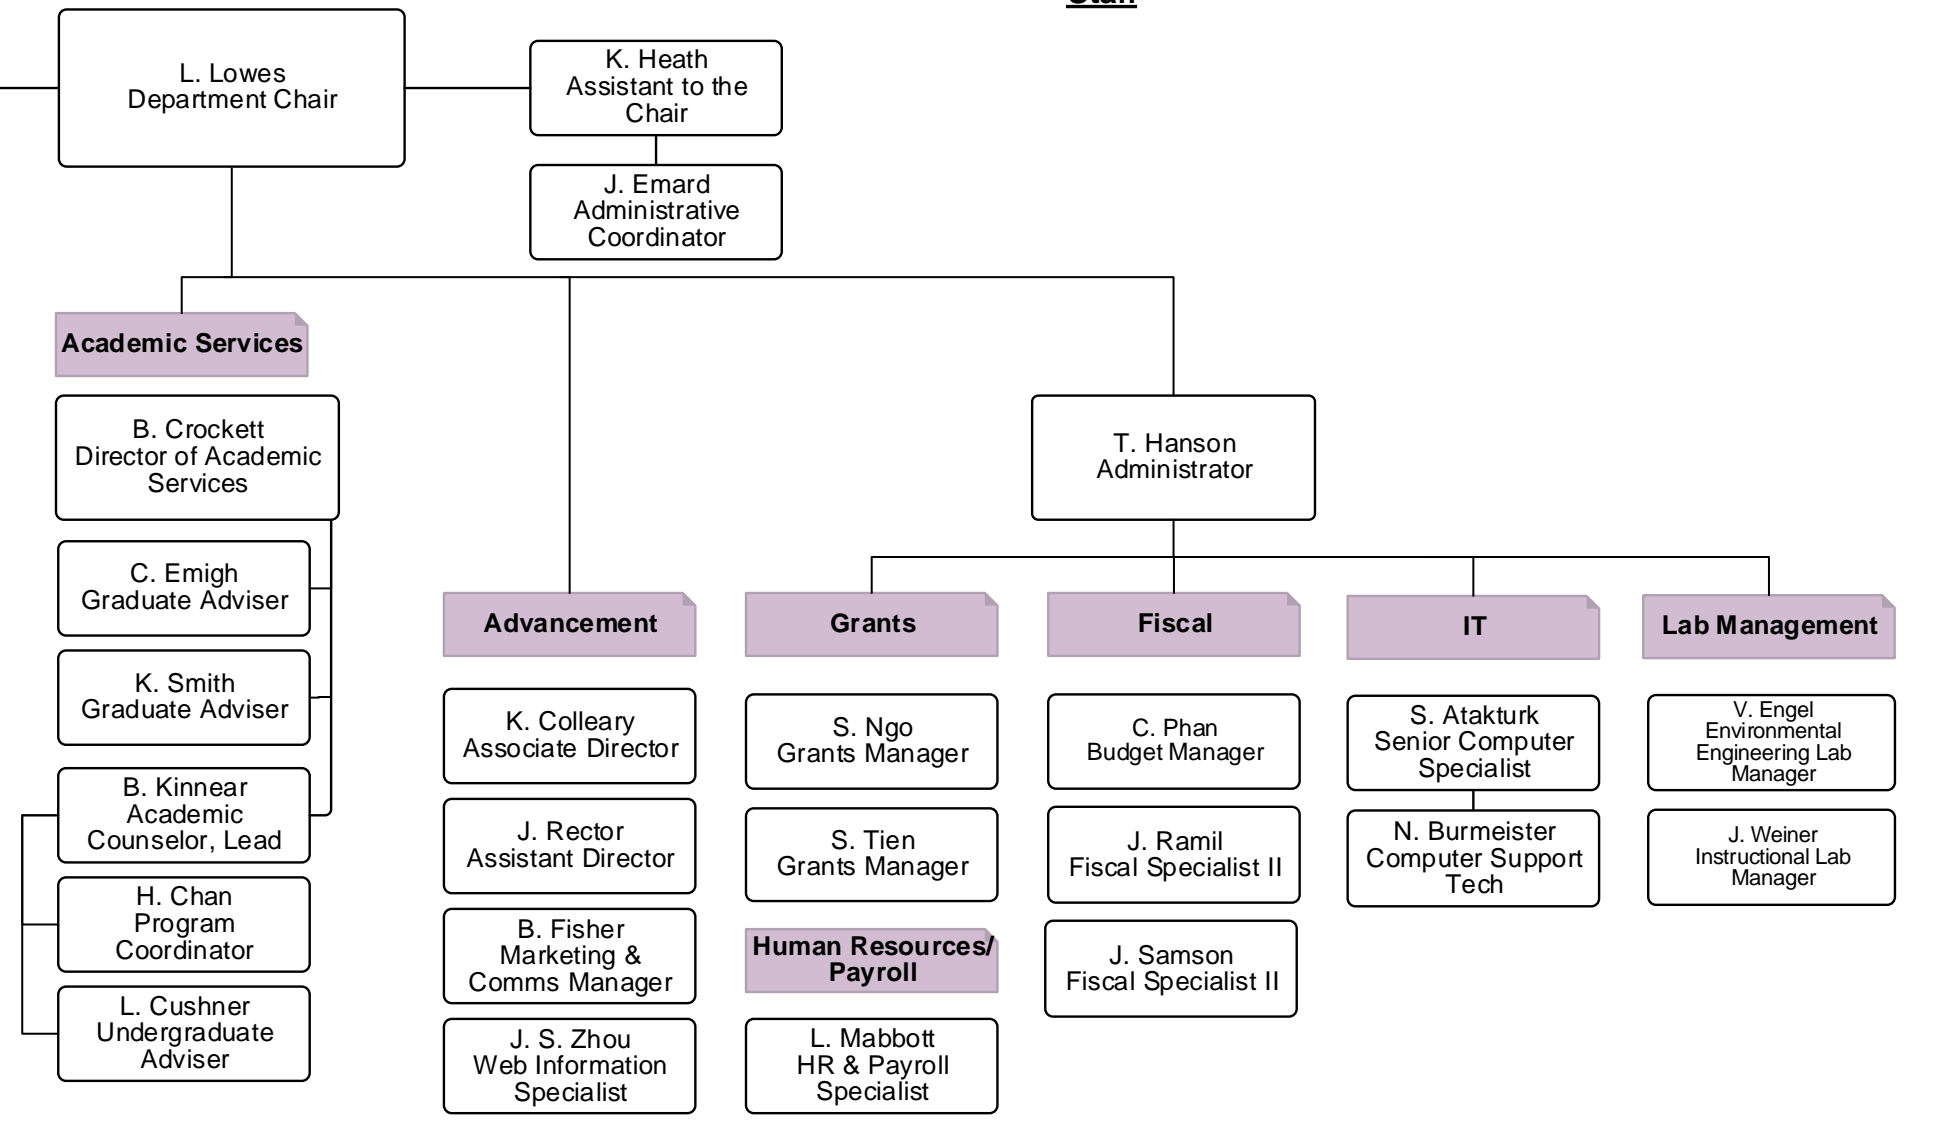 Staff
L. Lowes
Department Chair
K. Heath
Assistant to the
Chair
J. Emard
Administrative
Coordinator
Academic Services
B. Crockett
Director of Academic
Services
C. Emigh
Graduate Adviser
K. Smith
Graduate Adviser
B. Kinnear
Academic
Counselor, Lead
H. Chan
Program
Coordinator
L. Cushner
Undergraduate
Adviser
T. Hanson
Administrator
Advancement
K. Colleary
Associate Director
J. Rector
Assistant Director
B. Fisher
Marketing &
Comms Manager
J. S. Zhou
Web Information
Specialist
Grants
S. Ngo
Grants Manager
S. Tien
Grants Manager
Human Resources/
Payroll
L. Mabbott
HR & Payroll
Specialist
Fiscal
C. Phan
Budget Manager
J. Ramil
Fiscal Specialist II
J. Samson
Fiscal Specialist II
IT
S. Atakturk
Senior Computer
Specialist
N. Burmeister
Computer Support
Tech
Lab Management
V. Engel
Environmental
Engineering Lab
Manager
J. Weiner
Instructional Lab
Manager